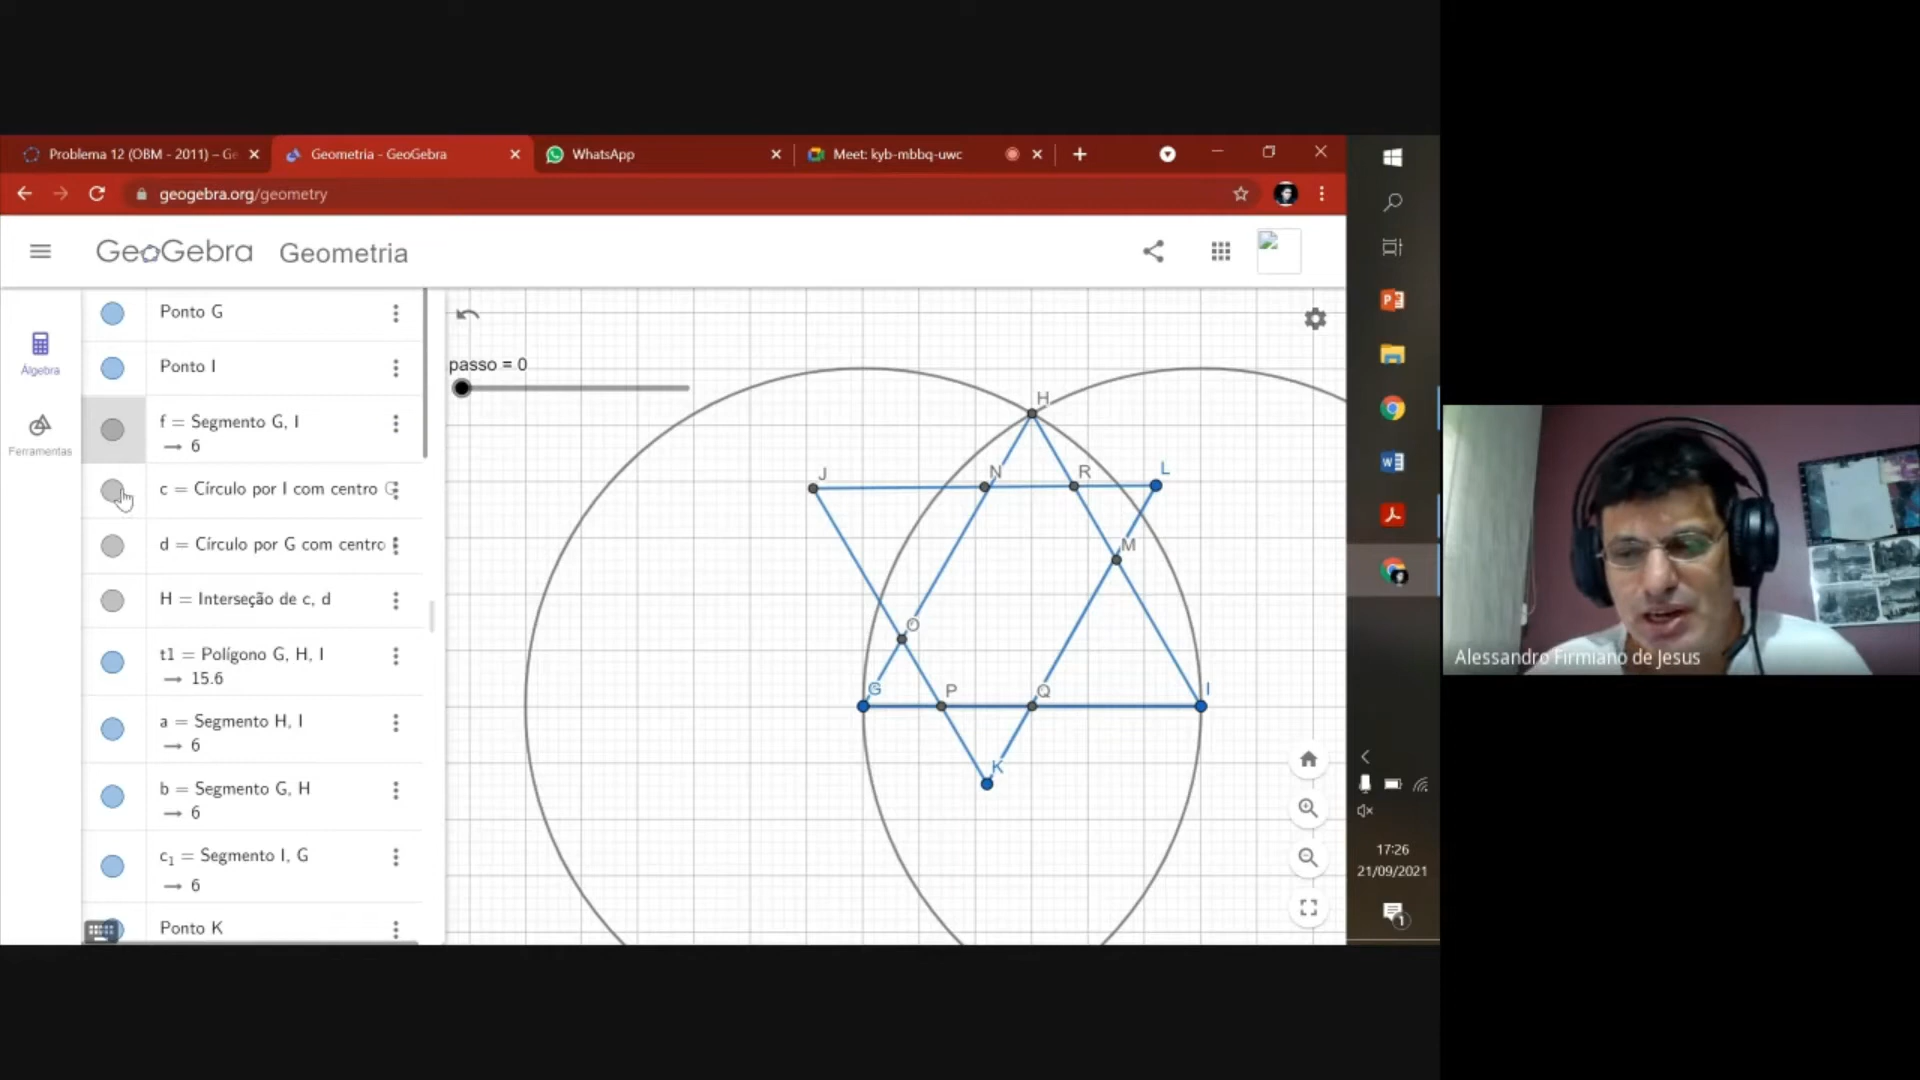 Problema 12 (OBM - 2011) – Ge
Geometria - GeoGebra
WhatsApp
Meet: kyb-mbbq-uwc
geogebra.org/geometry
GeoGebra
Geometria
Álgebra
Ferramentas
Ponto G
Ponto I
f = Segmento G, I
→ 6
c = Círculo por I com centro G
d = Círculo por G com centro
H = Interseção de c, d
t1 = Polígono G, H, I
→ 15.6
a = Segmento H, I
→ 6
b = Segmento G, H
→ 6
c₁ = Segmento I, G
→ 6
Ponto K
passo = 0
H
J
N
R
L
M
O
G
P
Q
I
K
17:26
21/09/2021
1
Alessandro Firmiano de Jesus